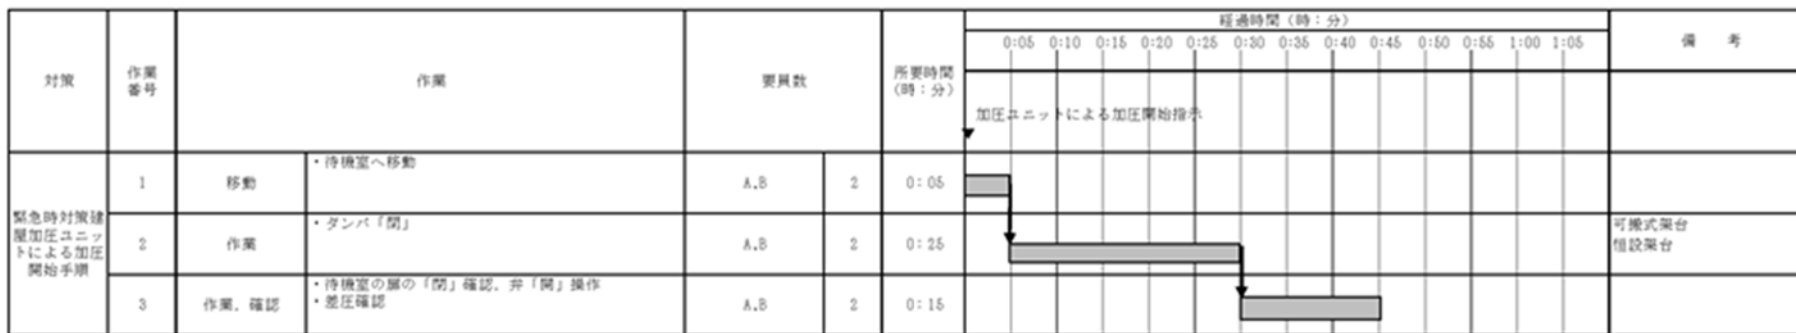 対策
作業
番号
作業
要員数
所要時間
(時:分)
経過時間(時:分)
0:05 0:10 0:15 0:20 0:25 0:30 0:35 0:40 0:45 0:50 0:55 1:00 1:05
備　考
加圧ユニットによる加圧開始指示
緊急時対策建
屋加圧ユニッ
トによる加圧
開始手順
1
移動
・待機室へ移動
A.B
2
0:05
2
作業
・ダンパ「閉」
A.B
2
0:25
可搬式架台
3
作業、確認
・待機室の扉の「閉」確認、弁「開」操作
・差圧確認
A.B
2
0:15